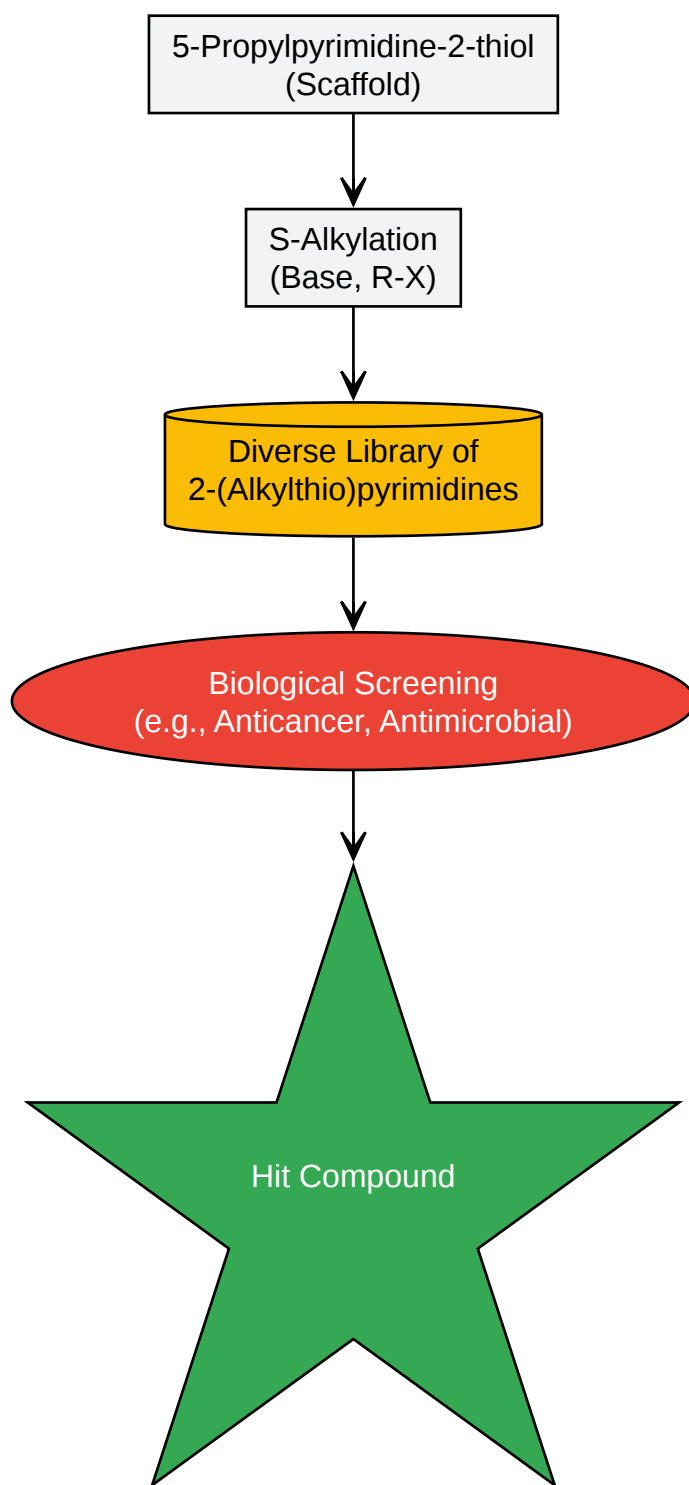 5-Propylpyrimidine-2-thiol
(Scaffold)
S-Alkylation
(Base, R-X)
Diverse Library of
2-(Alkylthio)pyrimidines
Biological Screening
(e.g., Anticancer, Antimicrobial)
Hit Compound